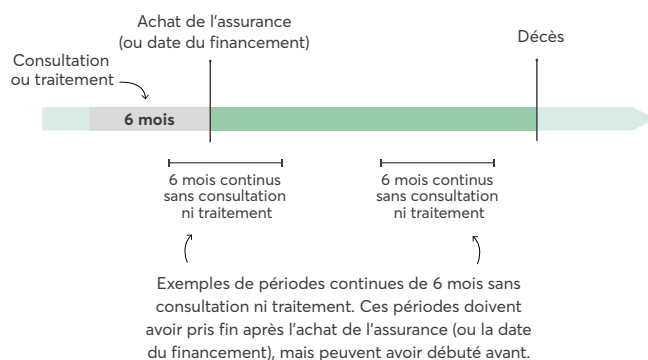 Achat de l'assurance
(ou date du financement)
Décès
Consultation
ou traitement
6 mois
6 mois continus
sans consultation
ni traitement
6 mois continus
sans consultation
ni traitement
Exemples de périodes continues de 6 mois sans
consultation ni traitement. Ces périodes doivent
avoir pris fin après l'achat de l'assurance (ou la date
du financement), mais peuvent avoir débuté avant.